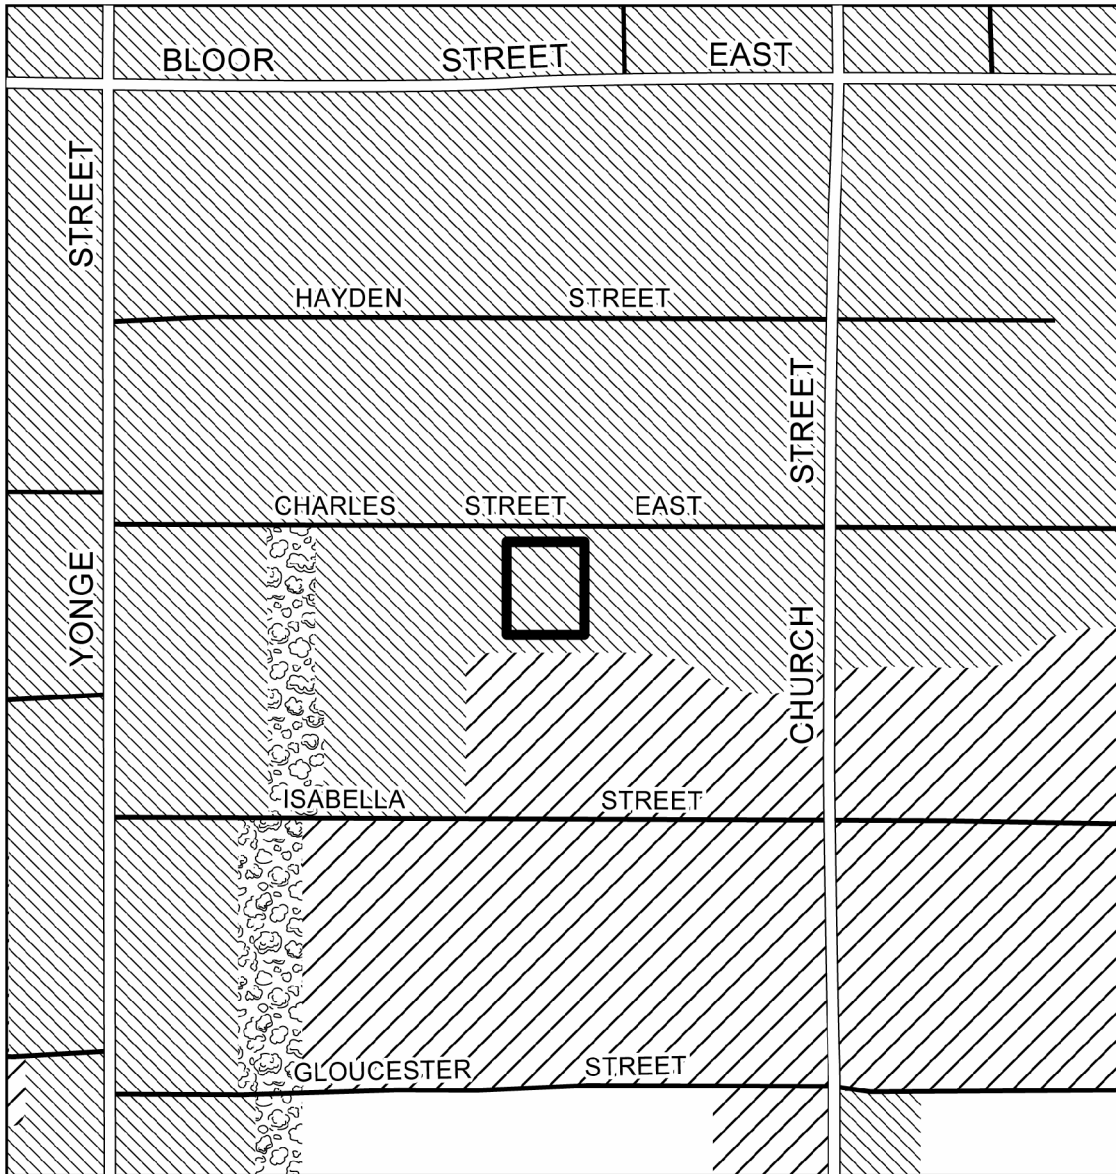 BLOOR STREET EAST
STREET
YONGE
HAYDEN STREET
STREET
CHURCH
CHARLES STREET EAST
ISABELLA STREET
GLOUCESTER STREET